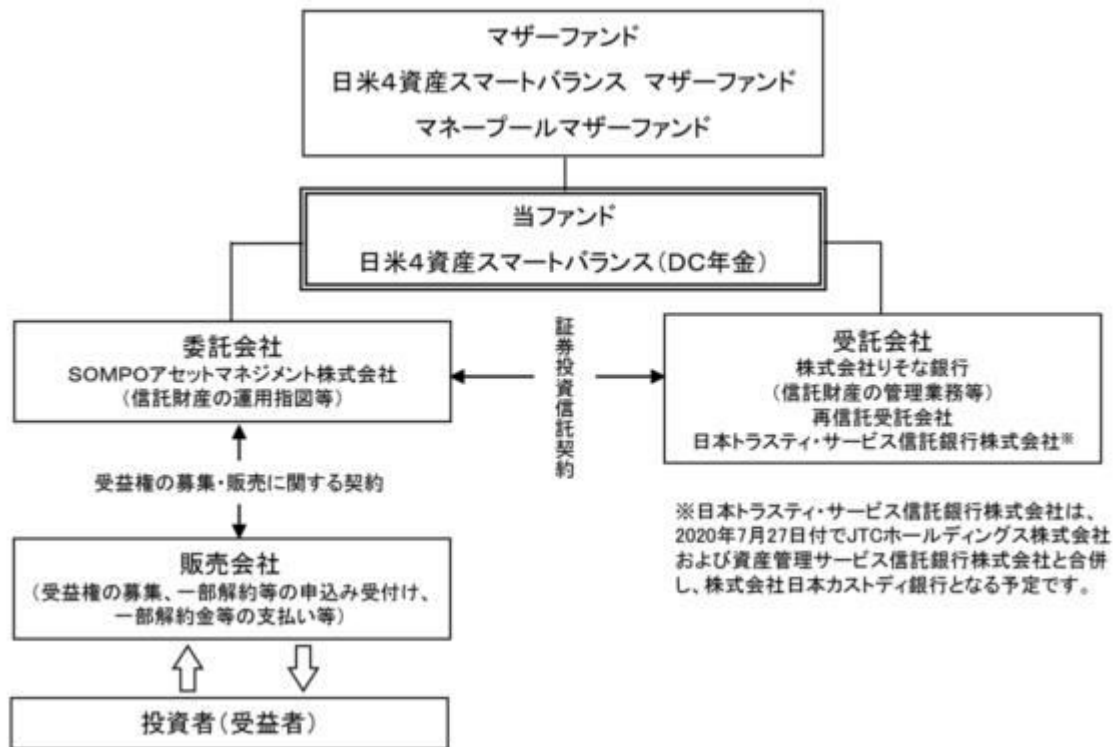 マザーファンド
日米4資産スマートバランス マザーファンド
マネープールマザーファンド
当ファンド
日米4資産スマートバランス(DC年金)
委託会社
SOMPOアセットマネジメント株式会社
(信託財産の運用指図等)
証券投資信託契約
受託会社
株式会社りそな銀行
(信託財産の管理業務等)
再信託受託会社
日本トラスティ・サービス信託銀行株式会社※
受益権の募集・販売に関する契約
※日本トラスティ・サービス信託銀行株式会社は、
2020年7月27日付でJTCホールディングス株式会社
および資産管理サービス信託銀行株式会社と合併
し、株式会社日本カストディ銀行となる予定です。
販売会社
(受益権の募集、一部解約等の申込み受付け、
一部解約金等の支払い等)
投資者(受益者)